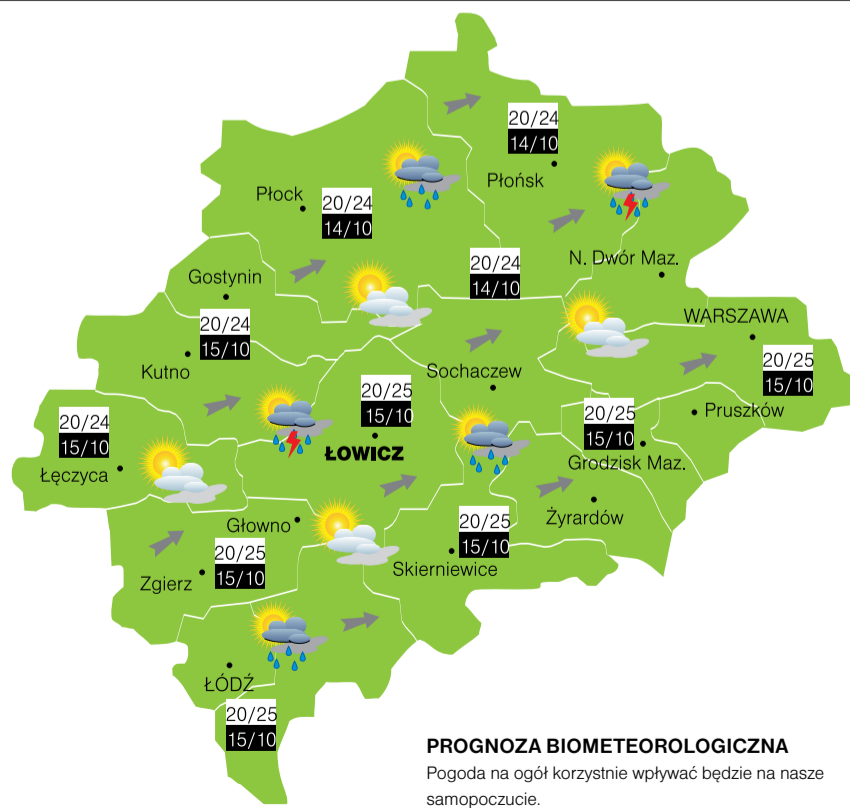 20/24
14/10
Płońsk
Płock
20/24
14/10
N. Dwór Maz.
20/24
14/10
Gostynin
WARSZAWA
20/24
15/10
Kutno
20/25
15/10
Sochaczew
20/25
15/10
Pruszków
20/24
15/10
Łęczyca
ŁOWICZ
20/25
15/10
Grodzisk Maz.
Żyrardów
Głowno
20/25
15/10
Skierniewice
20/25
15/10
Zgierz
ŁÓDŹ
20/25
15/10
PROGNOZA BIOMETEOROLOGICZNA
Pogoda na ogół korzystnie wpływać będzie na nasze
samopoczucie.